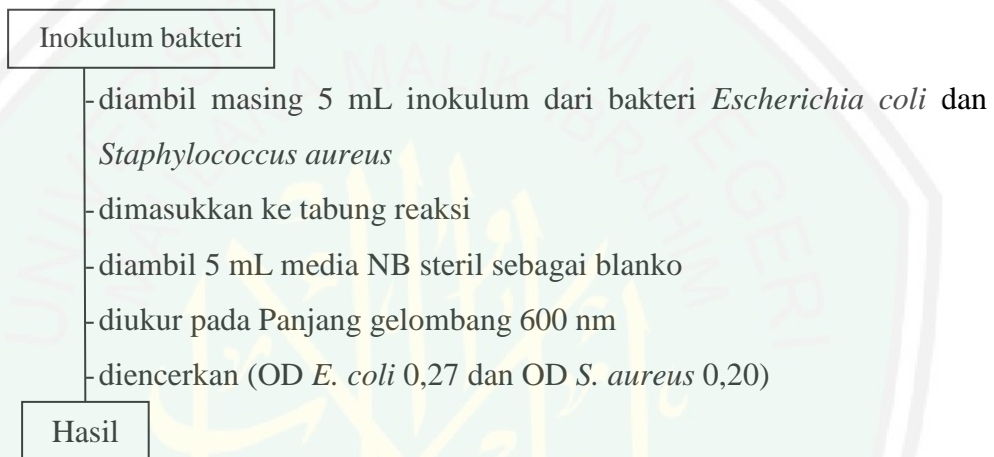 Inokulum bakteri
-diambil masing 5 mL inokulum dari bakteri Escherichia coli dan
Staphylococcus aureus
-dimasukkan ke tabung reaksi
-diambil 5 mL media NB steril sebagai blanko
-diukur pada Panjang gelombang 600 nm
-diencerkan (OD E. coli 0,27 dan OD S. aureus 0,20)
Hasil